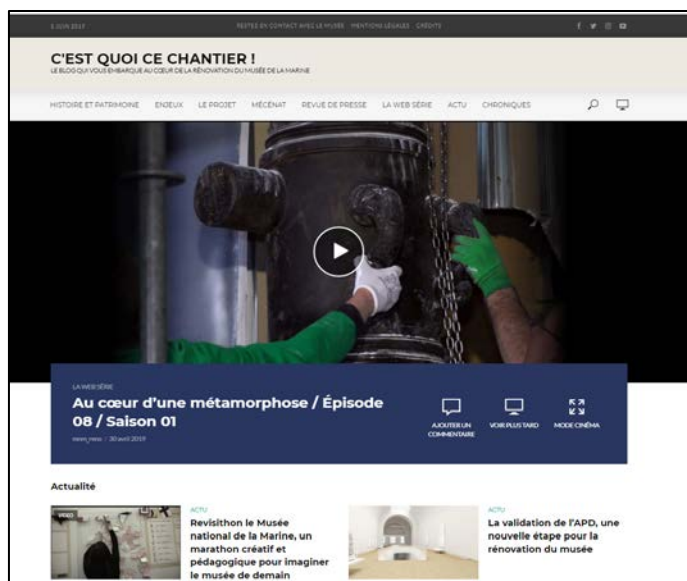 RESTEZ EN CONTACT AVEC LE MUSÉE   MENTIONS LÉGALES   CRÉDITS
C'EST QUOI CE CHANTIER !
LE BLOG QUI VOUS EMBARQUE AU CŒUR DE LA RÉNOVATION DU MUSÉE DE LA MARINE
HISTOIRE ET PATRIMOINE   ENJEUX   LE PROJET   MÉCÉNAT   REVUE DE PRESSE   LA WEB SÉRIE   ACTU   CHRONIQUES
LA WEB SÉRIE
Au cœur d'une métamorphose / Épisode
08 / Saison 01
30 avril 2019
AJOUTER UN
COMMENTAIRE
VOIR PLUS TARD
MODE CINÉMA
Actualité
VIDEO
ACTU
Revisithon le Musée
national de la Marine, un
marathon créatif et
pédagogique pour imaginer
le musée de demain
ACTU
La validation de l'APD, une
nouvelle étape pour la
rénovation du musée